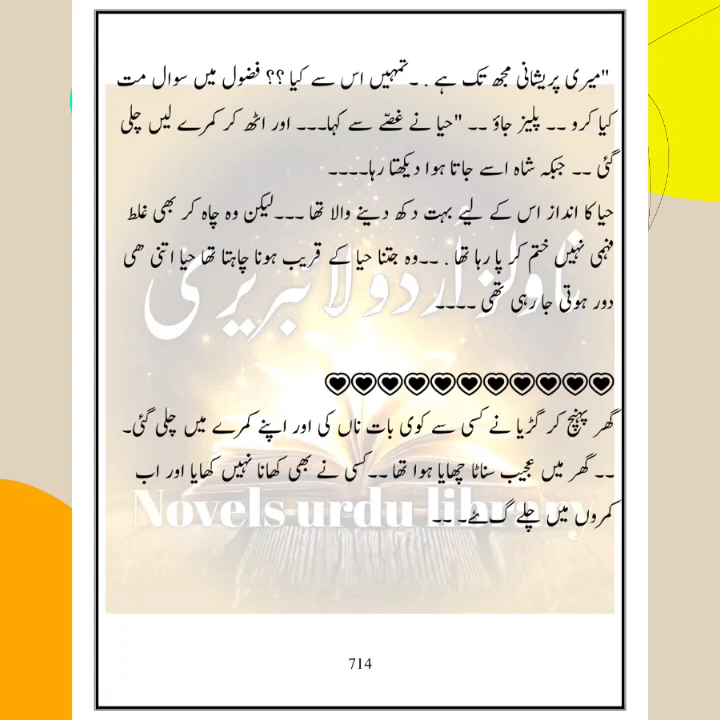 "میری پریشانی مجھ تک ہے . ۔تمہیں اس سے کیا ؟؟ فضول میں سوال مت
کیا کرو ۔۔ پلیز جاؤ ۔۔ "حیا نے غصّے سے کہا۔۔۔ اور اٹھ کر کمرے لیں چلی
گئی ۔۔ جبکہ شاہ اسے جاتا ہوا دیکھتا رہا۔۔۔۔
حیا کا انداز اس کے لیے بہت دکھ دینے والا تھا ۔۔۔لیکن وہ چاہ کر بھی غلط
فہمی نہیں ختم کر پا رہا تھا . ۔۔وہ جتنا حیا کے قریب ہونا چاہتا تھا حیا اتنی ھی
دور ہوتی جا رہی تھی ۔۔۔۔
ناولز اردو لائبریری
گھر پہنچ کر گڑیا نے کسی سے کوی بات ناں کی اور اپنے کمرے میں چلی گئی۔
۔۔گھر میں عجیب سناٹا چھایا ہوا تھا ۔۔کسی نے بھی کھانا نہیں کھایا اور اب
کمروں میں چلے گۓ۔ ۔۔
Novels urdu library
714